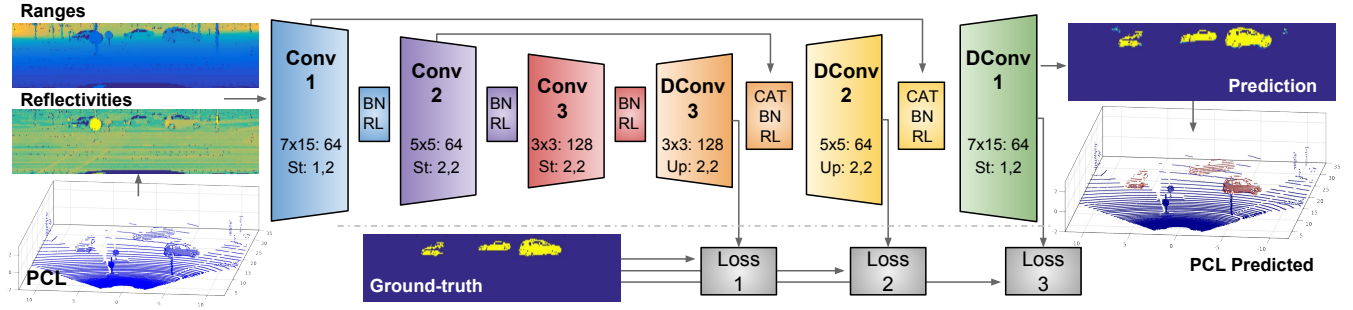 Ranges
Reflectivities
PCL
Conv
1
7x15: 64
St: 1,2
BN
RL
Conv
2
5x5: 64
St: 2,2
BN
RL
Conv
3
3x3: 128
St: 2,2
BN
RL
DConv
3
3x3: 128
Up: 2,2
CAT
BN
RL
DConv
2
5x5: 64
Up: 2,2
CAT
BN
RL
DConv
1
7x15: 64
St: 1,2
Prediction
PCL Predicted
Ground-truth
Loss
1
Loss
2
Loss
3